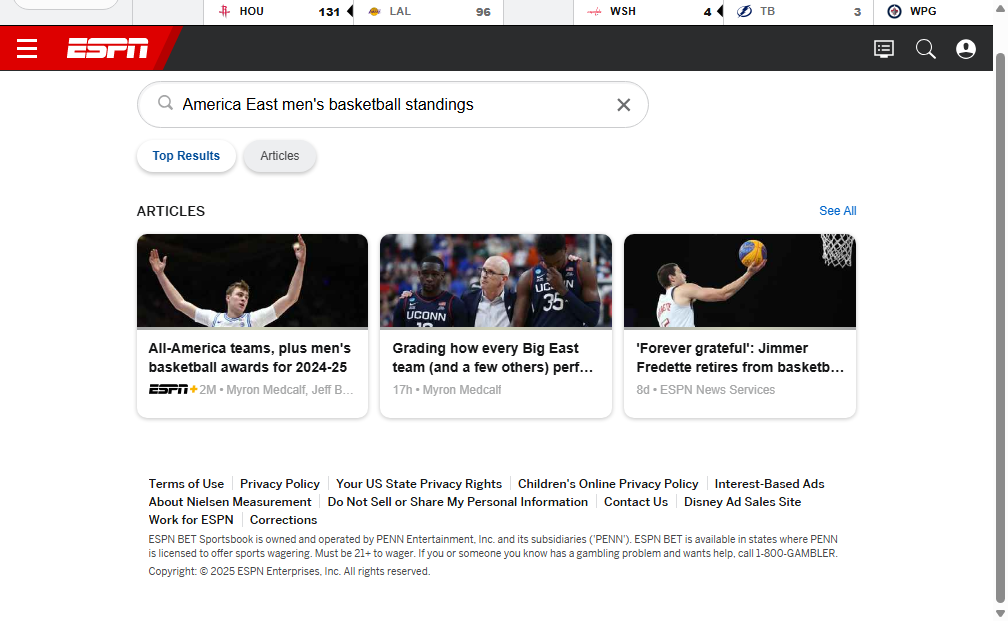 HOU 131 LAL 96 WSH 4 TB 3 WPG
ESPN
America East men's basketball standings
Top Results Articles
ARTICLES See All
UCONN
UCONN
35
All-America teams, plus men's
basketball awards for 2024-25
ESPN+ 2M • Myron Medcalf, Jeff B...
Grading how every Big East
team (and a few others) perf...
17h • Myron Medcalf
'Forever grateful': Jimmer
Fredette retires from basketb...
8d • ESPN News Services
Terms of Use Privacy Policy Your US State Privacy Rights Children's Online Privacy Policy Interest-Based Ads
About Nielsen Measurement Do Not Sell or Share My Personal Information Contact Us Disney Ad Sales Site
Work for ESPN Corrections
ESPN BET Sportsbook is owned and operated by PENN Entertainment, Inc. and its subsidiaries ('PENN'). ESPN BET is available in states where PENN
is licensed to offer sports wagering. Must be 21+ to wager. If you or someone you know has a gambling problem and wants help, call 1-800-GAMBLER.
Copyright: © 2025 ESPN Enterprises, Inc. All rights reserved.